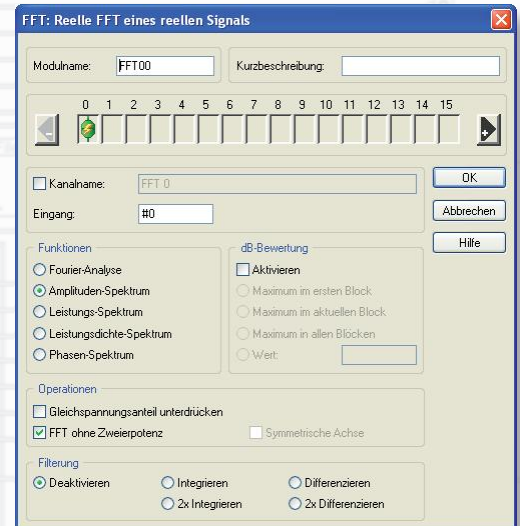 FFT: Reelle FFT eines reellen Signals
Modulname: FFT00 Kurzbeschreibung:
0 1 2 3 4 5 6 7 8 9 10 11 12 13 14 15
Kanalname: FFT 0
OK
Eingang: #0
Abbrechen
Hilfe
Funktionen
Fourier-Analyse
Amplituden-Spektrum
Leistungs-Spektrum
Leistungsdichte-Spektrum
Phasen-Spektrum
dB-Bewertung
Aktivieren
Maximum im ersten Block
Maximum im aktuellen Block
Maximum in allen Blöcken
Wert:
Operationen
Gleichspannungsanteil unterdrücken
FFT ohne Zweierpotenz Symmetrische Achse
Filterung
Deaktivieren Integrieren Differenzieren
2x Integrieren 2x Differenzieren